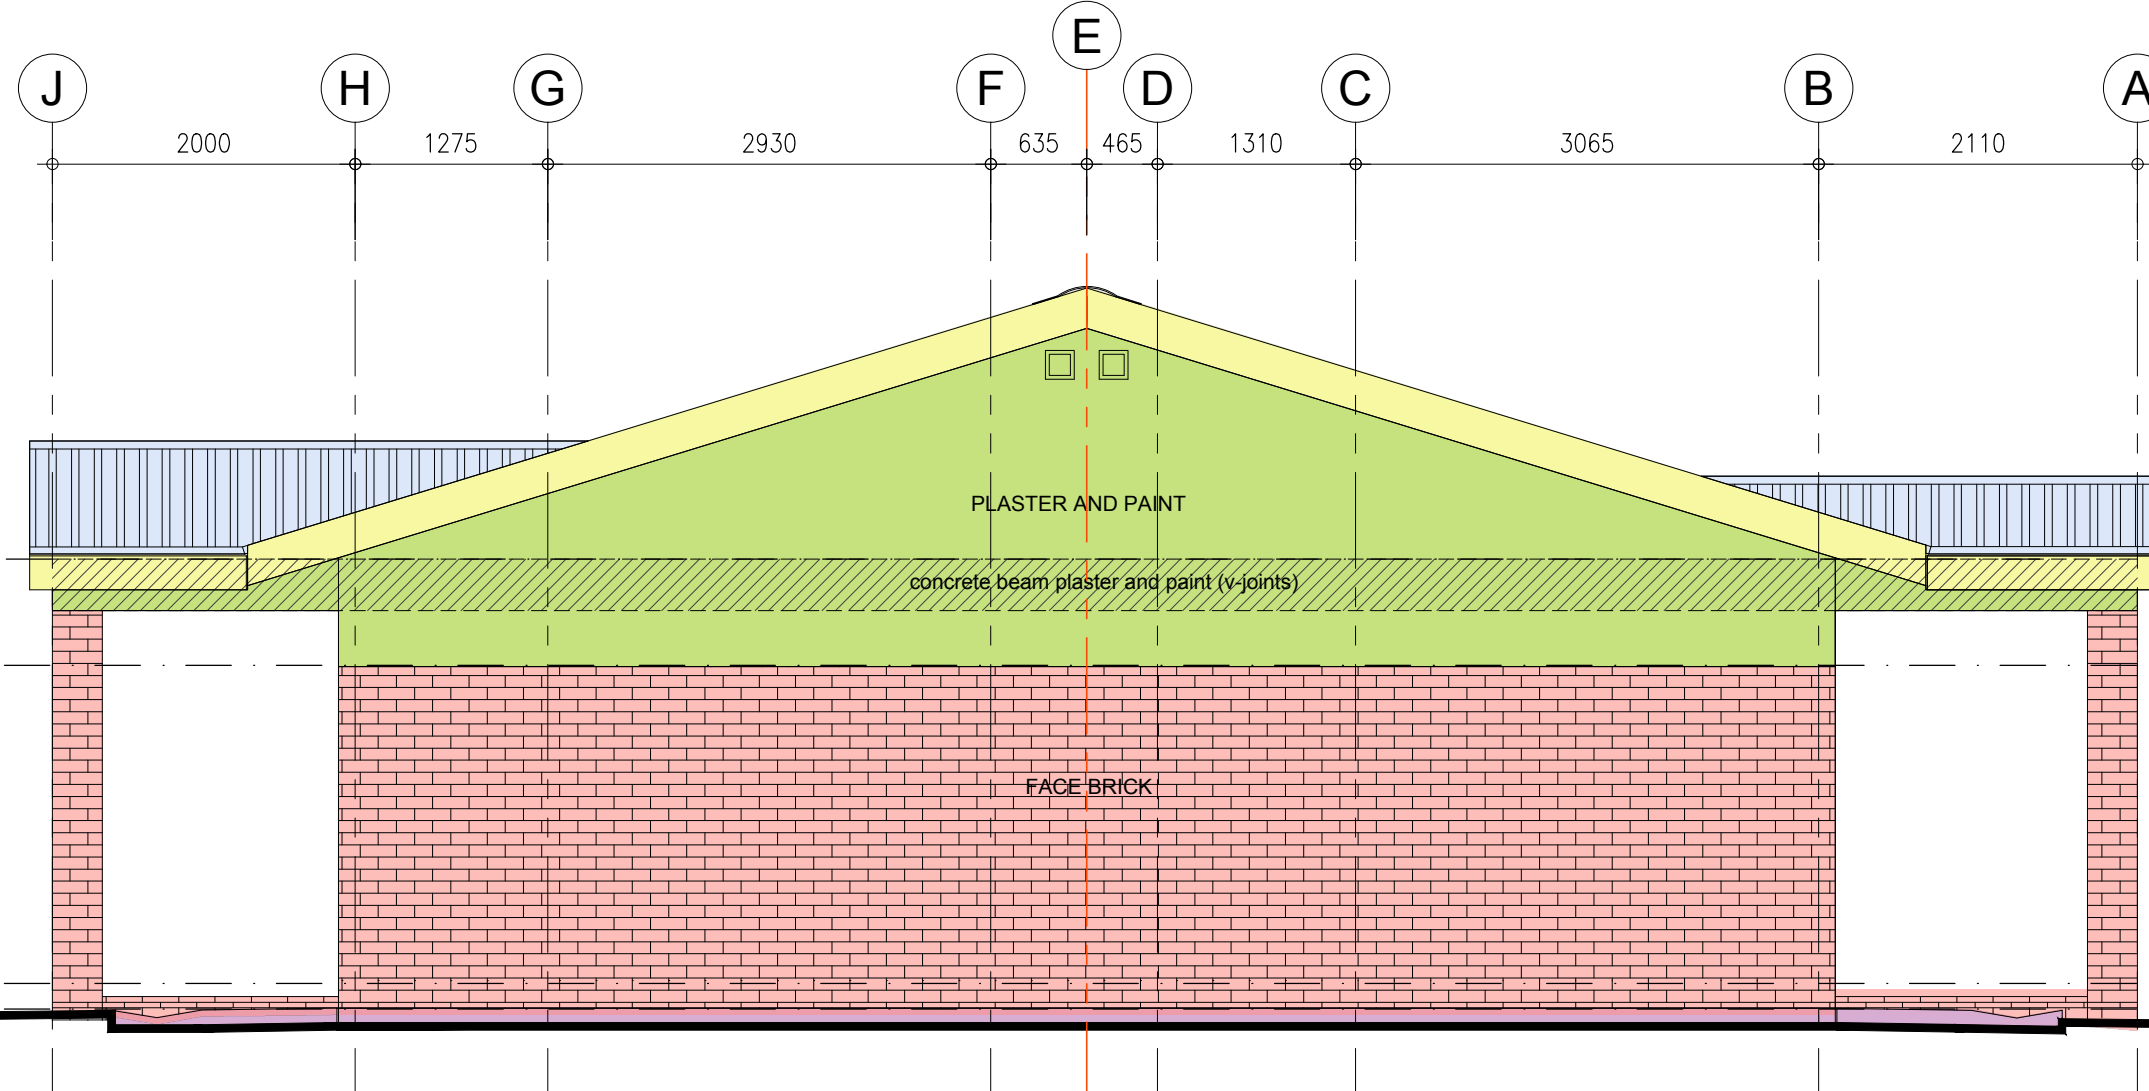 E
J H G F D C B A
2000 1275 2930 635 465 1310 3065 2110
PLASTER AND PAINT
concrete beam plaster and paint (v-joints)
FACE BRICK